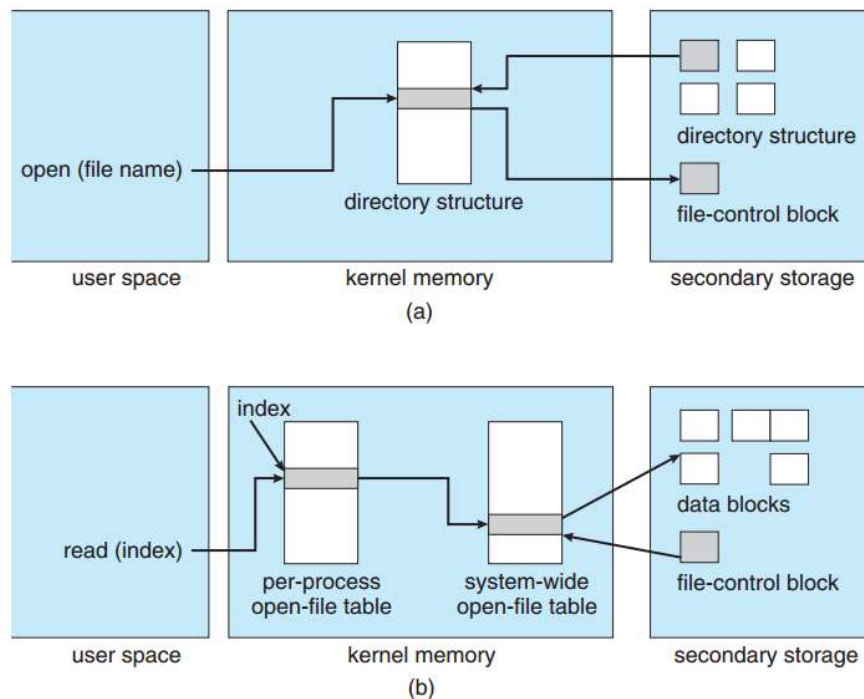 open (file name)
directory structure
directory structure
file-control block
user space
kernel memory
secondary storage
(a)
index
read (index)
per-process
open-file table
system-wide
open-file table
data blocks
file-control block
user space
kernel memory
secondary storage
(b)